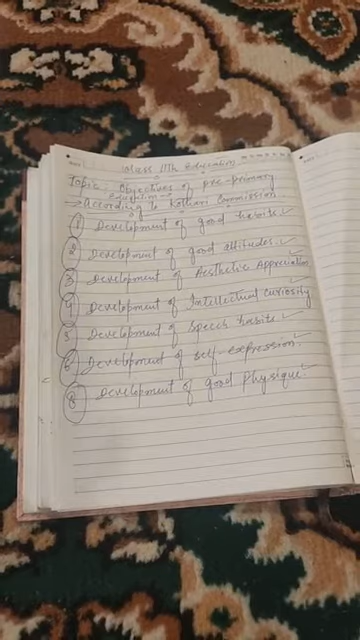 Class 11th Education
Topic: Objectives of pre-primary
Education
→ According to Kothari Commission
1 Development of good habits.
2 Development of good attitudes.
3 Development of Aesthetic Appreciation
4 Development of Intellectual curiosity
5 Development of Speech habits.
6 Development of self-expression.
8 Development of good Physique.